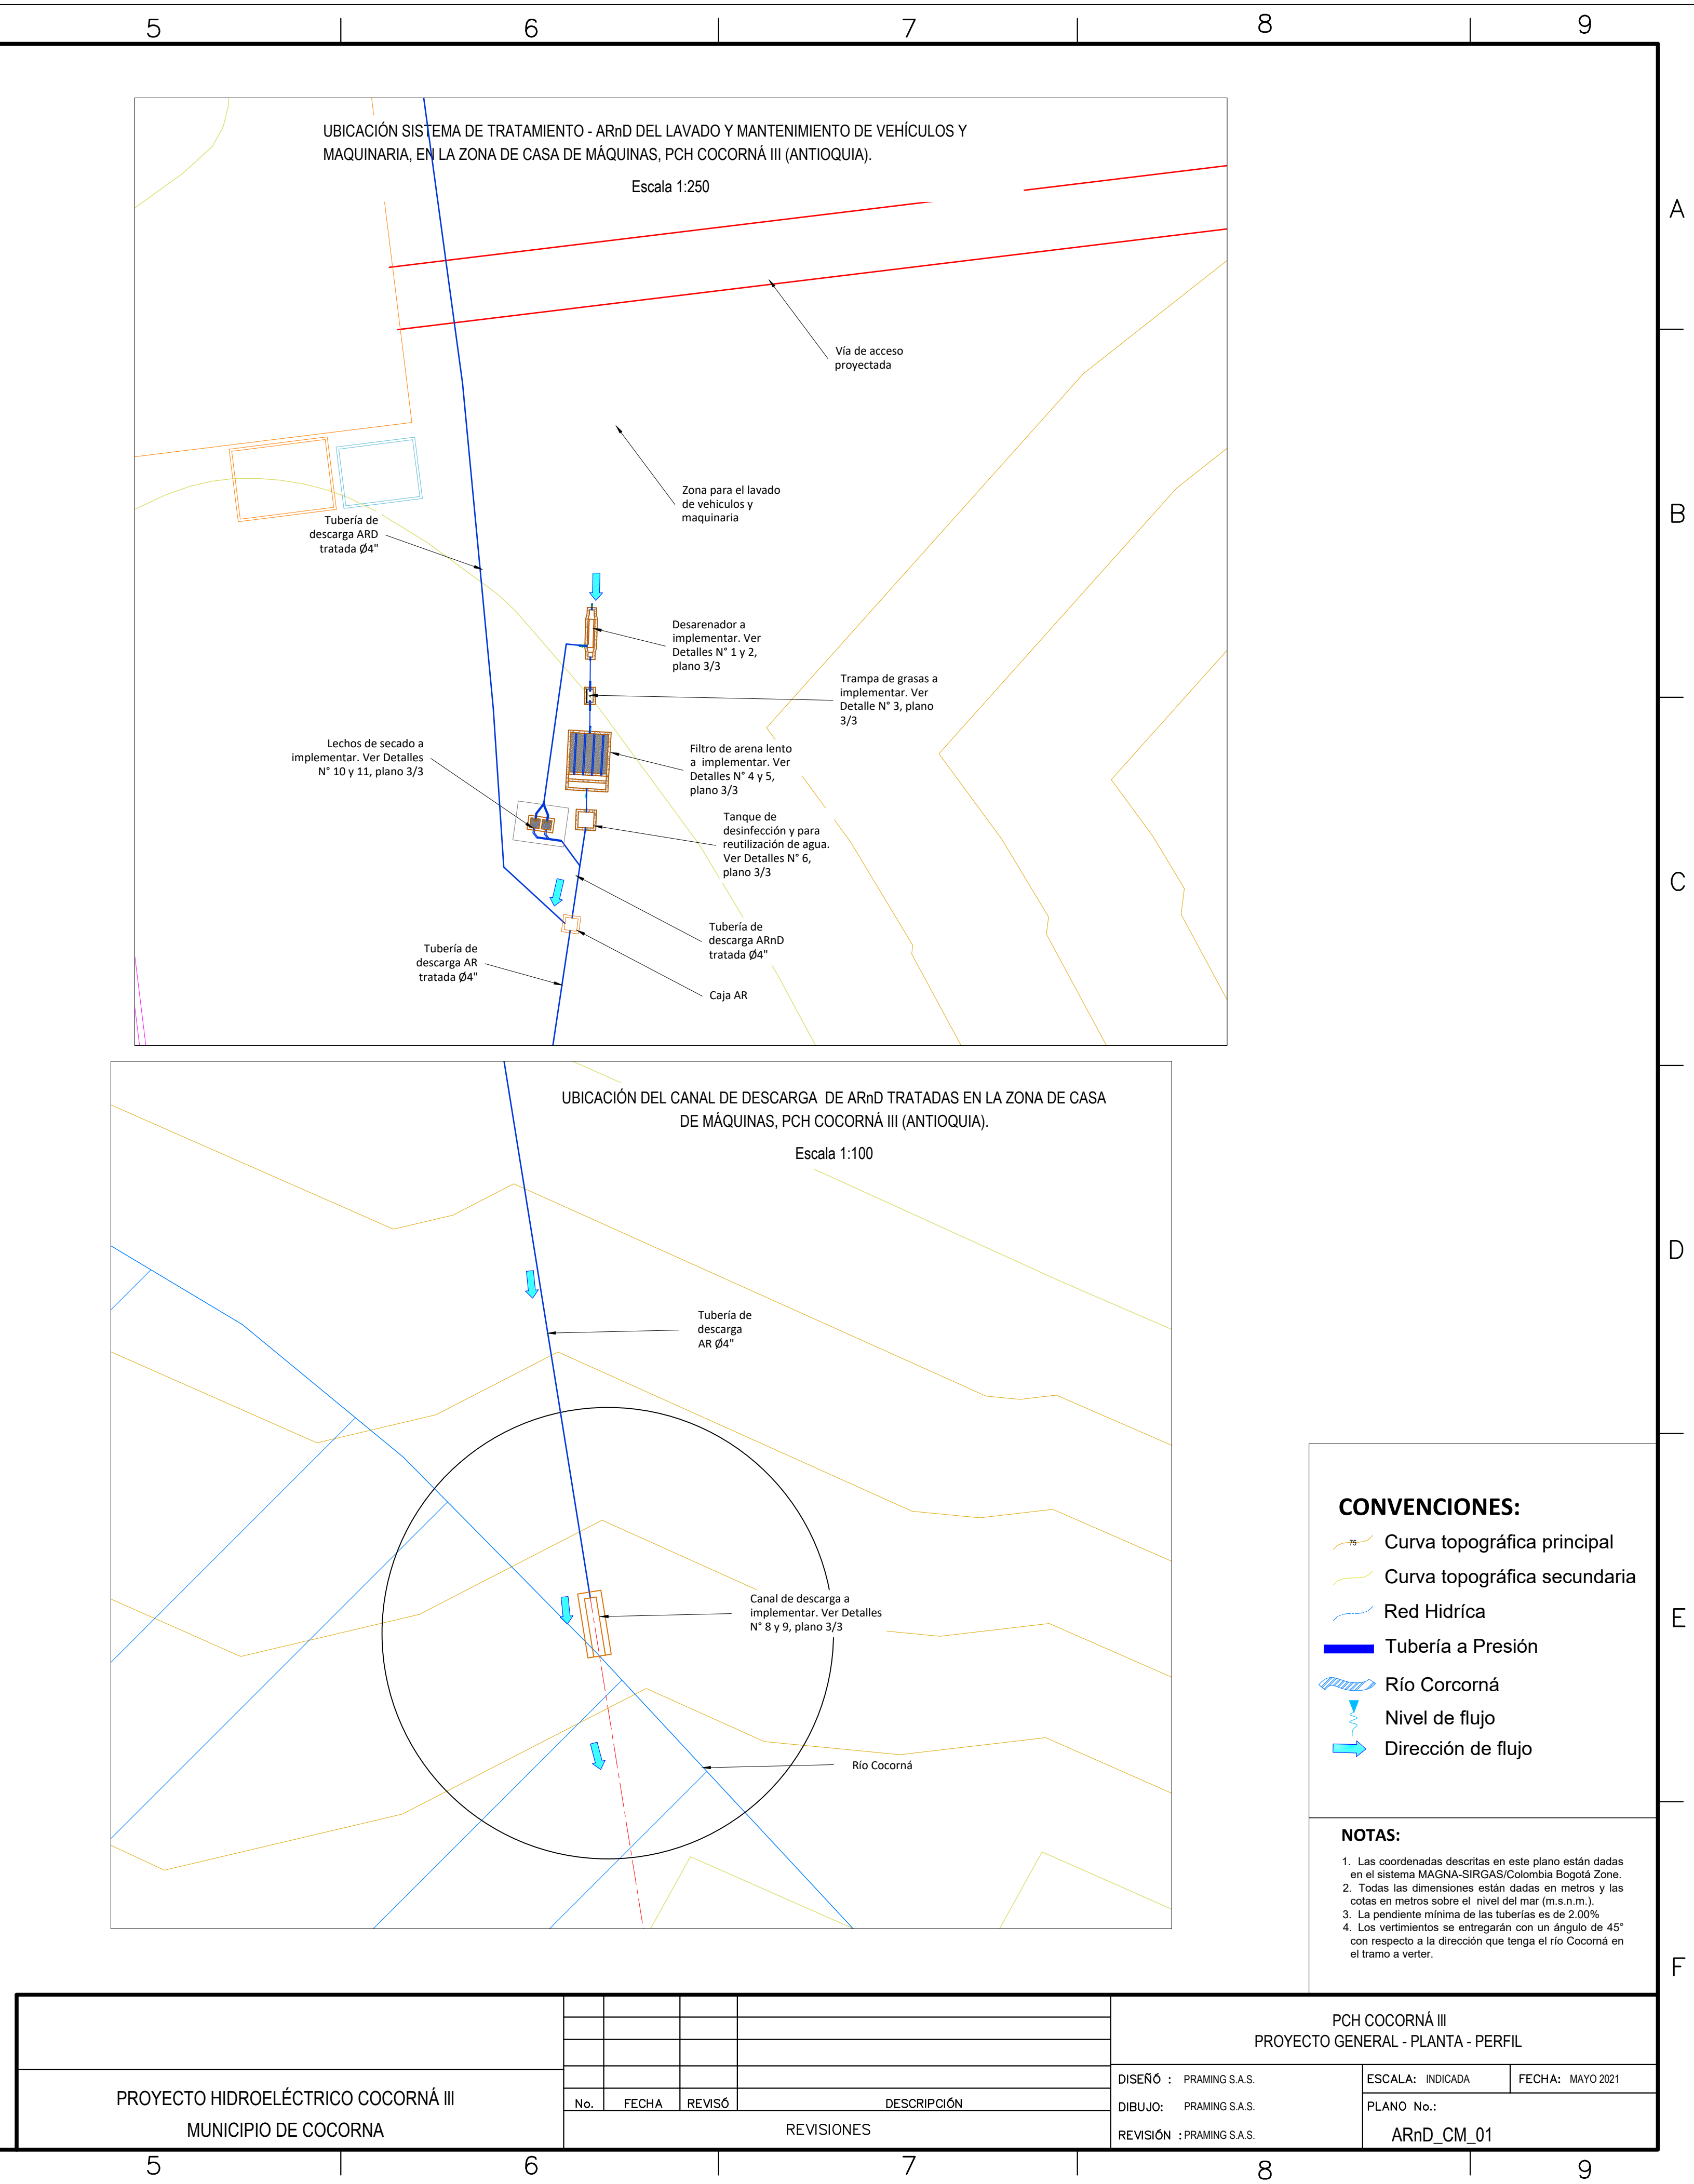 5 6 7 8 9
UBICACIÓN SISTEMA DE TRATAMIENTO - ARnD DEL LAVADO Y MANTENIMIENTO DE VEHÍCULOS Y
MAQUINARIA, EN LA ZONA DE CASA DE MÁQUINAS, PCH COCORNÁ III (ANTIOQUIA).
Escala 1:250
A
Vía de acceso
proyectada
Zona para el lavado
de vehiculos y
maquinaria
B
Tubería de
descarga ARD
tratada Ø4"
Desarenador a
implementar. Ver
Detalles N° 1 y 2,
plano 3/3
Trampa de grasas a
implementar. Ver
Detalle N° 3, plano
3/3
Lechos de secado a
implementar. Ver Detalles
N° 10 y 11, plano 3/3
Filtro de arena lento
a implementar. Ver
Detalles N° 4 y 5,
plano 3/3
Tanque de
desinfección y para
reutilización de agua.
Ver Detalles N° 6,
plano 3/3
C
Tubería de
descarga ARnD
tratada Ø4"
Tubería de
descarga AR
tratada Ø4"
Caja AR
UBICACIÓN DEL CANAL DE DESCARGA DE ARnD TRATADAS EN LA ZONA DE CASA
DE MÁQUINAS, PCH COCORNÁ III (ANTIOQUIA).
Escala 1:100
D
Tubería de
descarga
AR Ø4"
Canal de descarga a
implementar. Ver Detalles
N° 8 y 9, plano 3/3
E
Río Cocorná
CONVENCIONES:
75
Curva topográfica principal
Curva topográfica secundaria
Red Hidríca
Tubería a Presión
Río Corcorná
Nivel de flujo
Dirección de flujo
NOTAS:
1. Las coordenadas descritas en este plano están dadas
en el sistema MAGNA-SIRGAS/Colombia Bogotá Zone.
2. Todas las dimensiones están dadas en metros y las
cotas en metros sobre el nivel del mar (m.s.n.m.).
3. La pendiente mínima de las tuberías es de 2.00%
4. Los vertimientos se entregarán con un ángulo de 45°
con respecto a la dirección que tenga el río Cocorná en
el tramo a verter.
F
PROYECTO HIDROELÉCTRICO COCORNÁ III
MUNICIPIO DE COCORNA
No. FECHA REVISÓ DESCRIPCIÓN
REVISIONES
PCH COCORNÁ III
PROYECTO GENERAL - PLANTA - PERFIL
DISEÑÓ : PRAMING S.A.S.
DIBUJO: PRAMING S.A.S.
REVISIÓN : PRAMING S.A.S.
ESCALA: INDICADA
FECHA: MAYO 2021
PLANO No.:
ARnD_CM_01
5 6 7 8 9